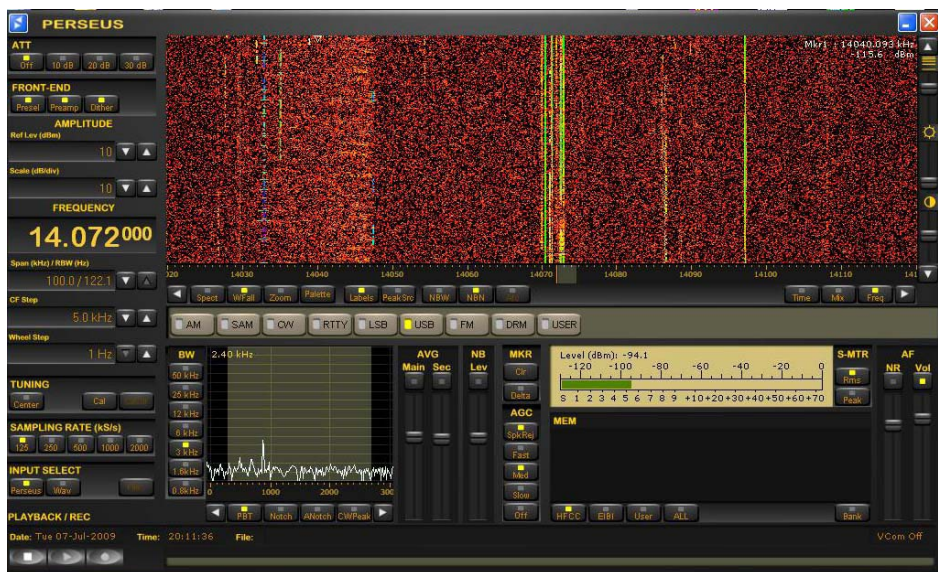 PERSEUS
ATT
Off 10 dB 20 dB 30 dB
FRONT-END
Presel Preamp Dither
AMPLITUDE
Ref Lev (dBm)
10
Scale (dB/div)
10
FREQUENCY
14.072000
Span (kHz) / RBW (Hz)
100.0 / 122.1
CF Step
5.0 kHz
Wheel Step
1 Hz
TUNING
Center Cal
SAMPLING RATE (kS/s)
125 250 500 1000 2000
INPUT SELECT
Perseus Wav
PLAYBACK / REC
Date: Tue 07-Jul-2009 Time: 20:11:36 File:
VCom Off
Mkr1 : 14040.093 kHz
-115.6 dBm
14030 14040 14050 14060 14070 14080 14090 14100 14110
Spect WFall Zoom Palette Labels PeakSrc NBW NBN
Time Mix Freq
AM SAM CW RTTY LSB USB FM DRM USER
BW
50 kHz
25 kHz
12 kHz
6 kHz
3 kHz
1.6kHz
0.8kHz
2.40 kHz
0 1000 2000 300
PBT Notch ANotch CWPeak
AVG
Main Sec
NB
Lev
MKR
Clr
Delta
AGC
SpkRej
Fast
Med
Slow
Off
Level (dBm): -94.1
-120 -100 -80 -60 -40 -20 0
S 1 2 3 4 5 6 7 8 9 +10+20+30+40+50+60+70
S-MTR
Rms
Peak
MEM
HFCC EIBI User ALL
Bank
AF
NR Vol